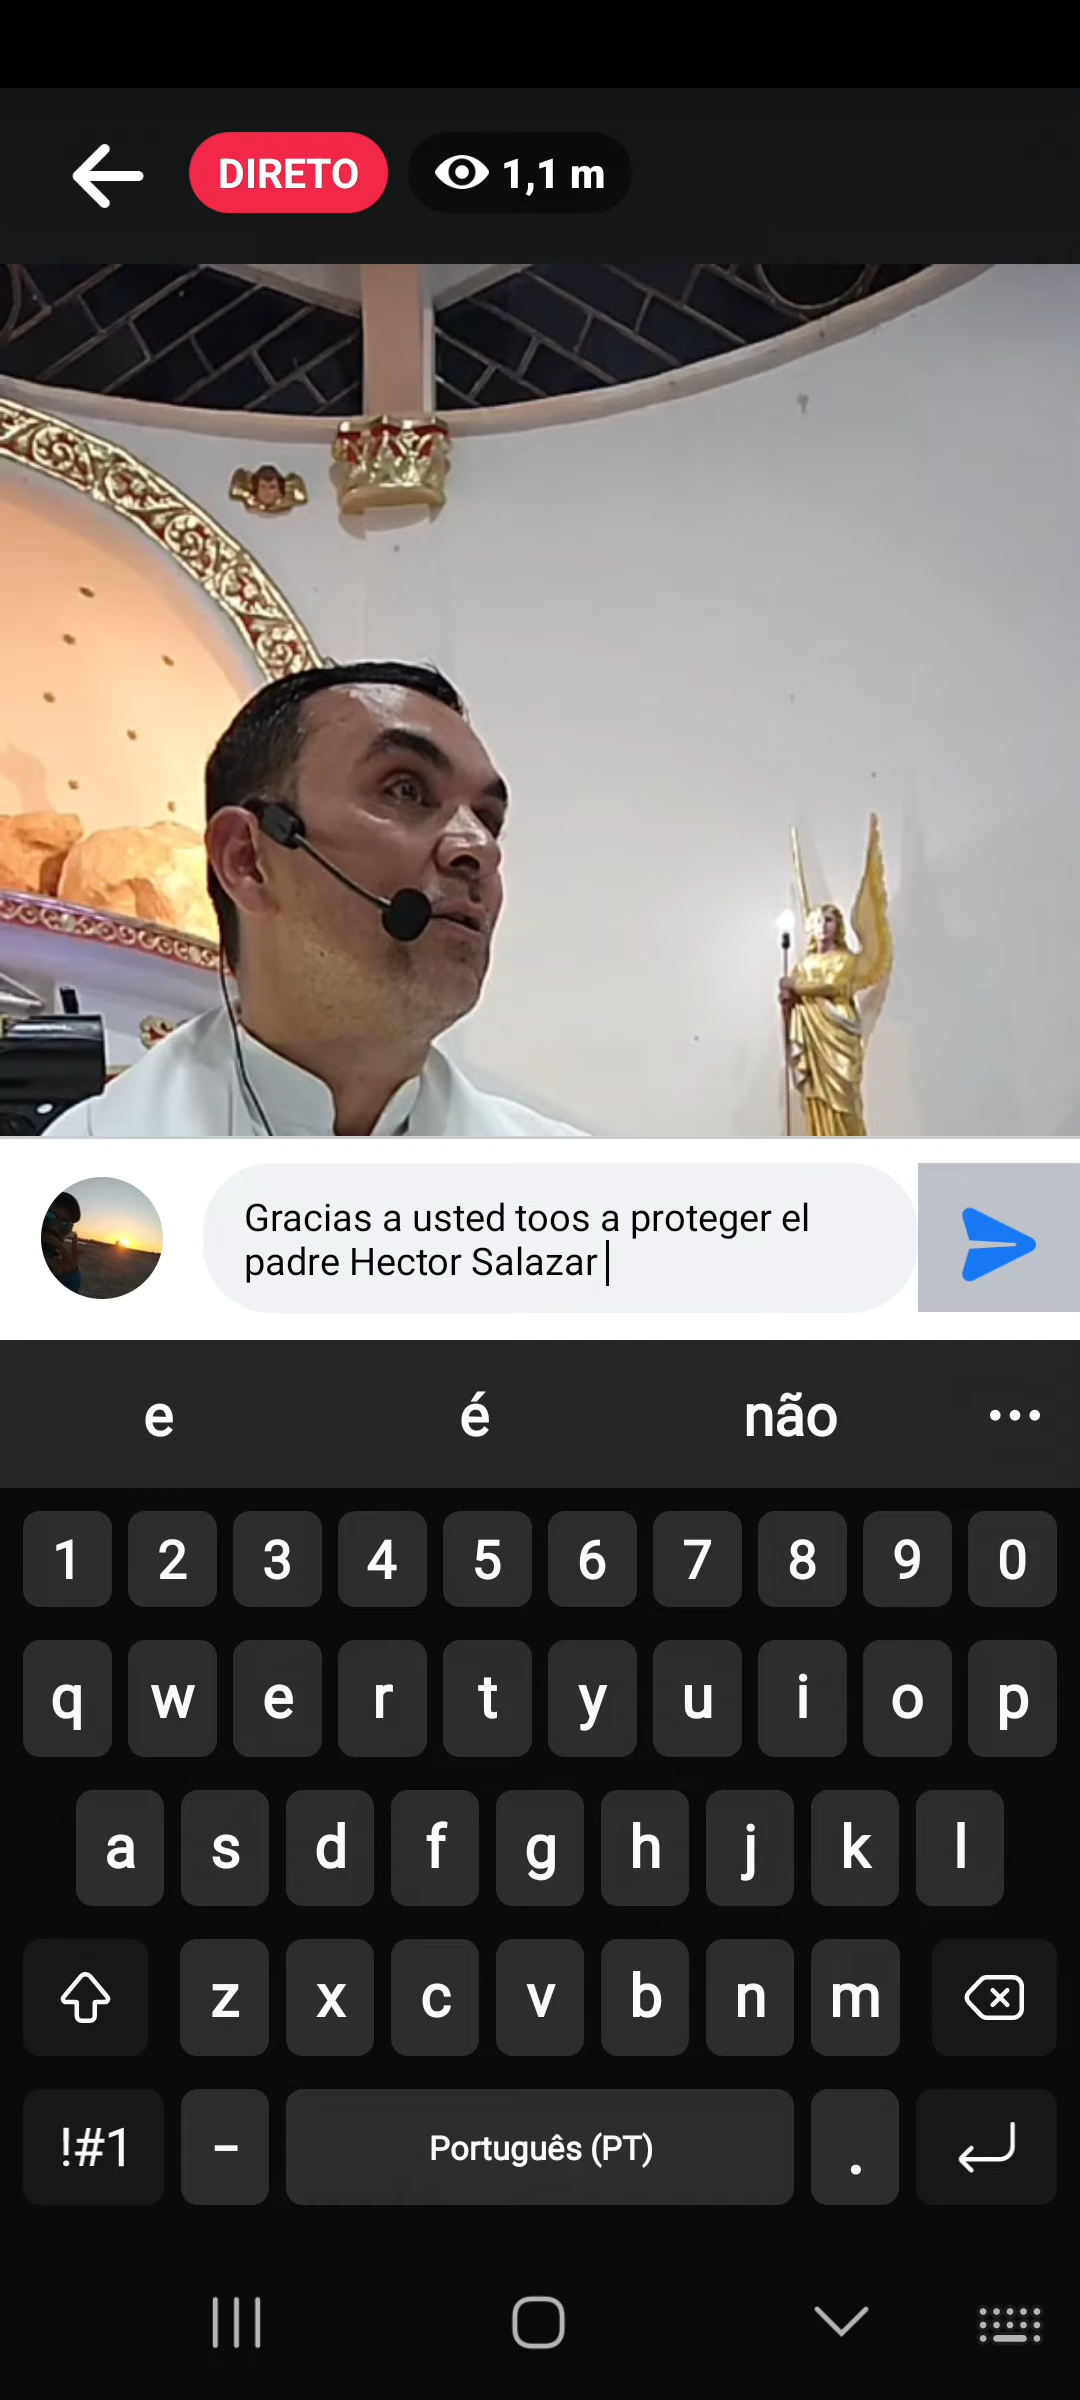 DIRETO 1,1 m
Gracias a usted toos a proteger el
padre Hector Salazar
e é não ...
1 2 3 4 5 6 7 8 9 0
q w e r t y u i o p
a s d f g h j k l
z x c v b n m
!#1 - Português (PT) .